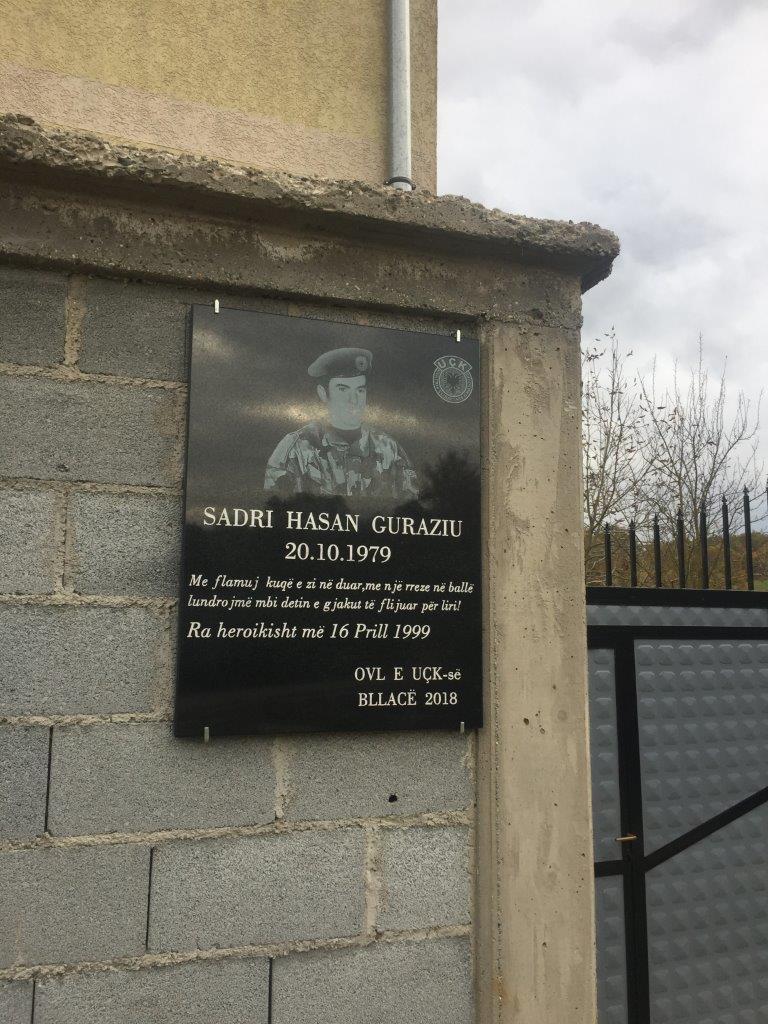 UÇK
SADRI HASAN GURAZIU
20.10.1979
Me flamuj kuqë e zi në duar,me një rreze në ballë
lundrojmë mbi detin e gjakut të flijuar për liri!
Ra heroikisht më 16 Prill 1999
OVL E UÇK-së
BLLACË 2018